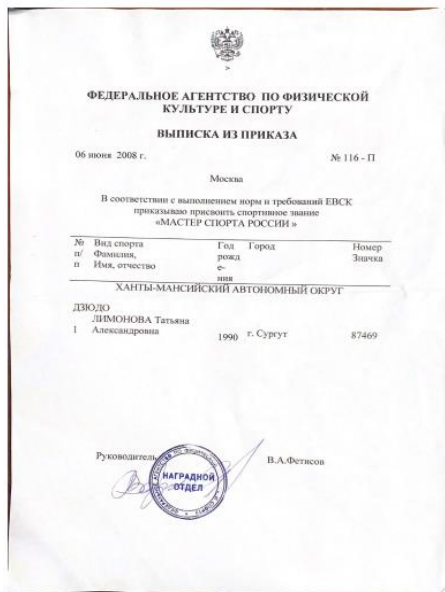 ФЕДЕРАЛЬНОЕ АГЕНТСТВО ПО ФИЗИЧЕСКОЙ
КУЛЬТУРЕ И СПОРТУ
ВЫПИСКА ИЗ ПРИКАЗА
06 июня 2008 г. № 116 - П
Москва
В соответствии с выполнением норм и требований ЕВСК
приказываю присвоить спортивное звание
«МАСТЕР СПОРТА РОССИИ »
№ Вид спорта Год Город Номер
п/ Фамилия, рожд Значка
п Имя, отчество е-
ния
ХАНТЫ-МАНСИЙСКИЙ АВТОНОМНЫЙ ОКРУГ
ДЗЮДО
ЛИМОНОВА Татьяна
1 Александровна 1990 г. Сургут 87469
Руководитель В.А.Фетисов
НАГРАДНОЙ
ОТДЕЛ